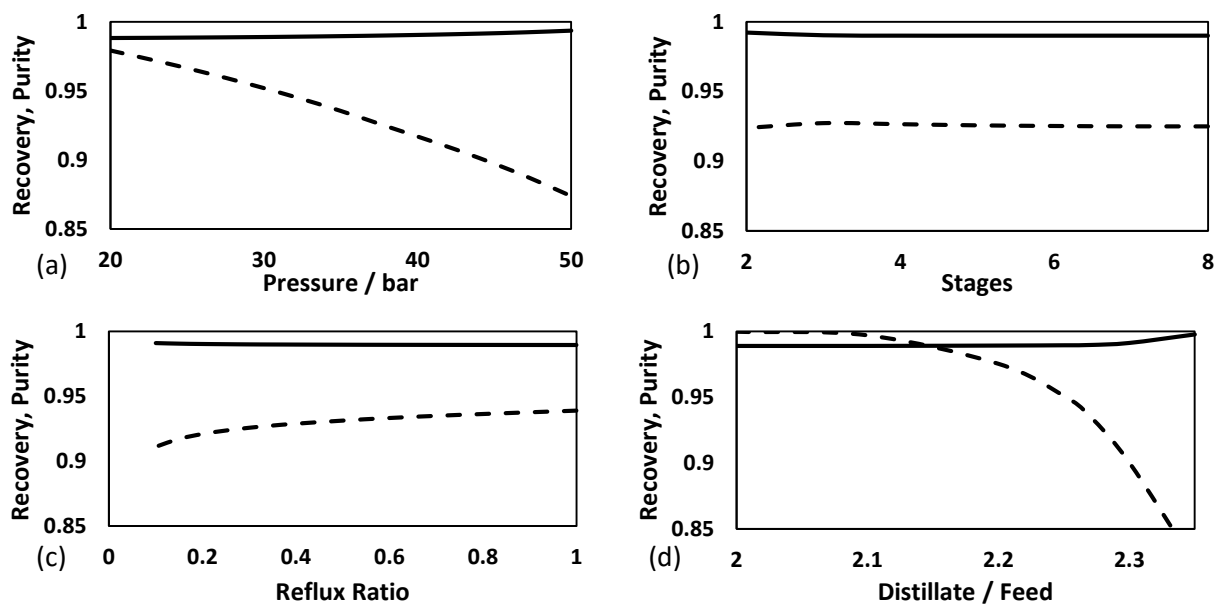 Recovery, Purity
1
0.95
0.9
0.85
20
30
40
50
(a)
Pressure / bar
Recovery, Purity
1
0.95
0.9
0.85
2
4
6
8
(b)
Stages
Recovery, Purity
1
0.95
0.9
0.85
0
0.2
0.4
0.6
0.8
1
(c)
Reflux Ratio
Recovery, Purity
1
0.95
0.9
0.85
2
2.1
2.2
2.3
(d)
Distillate / Feed